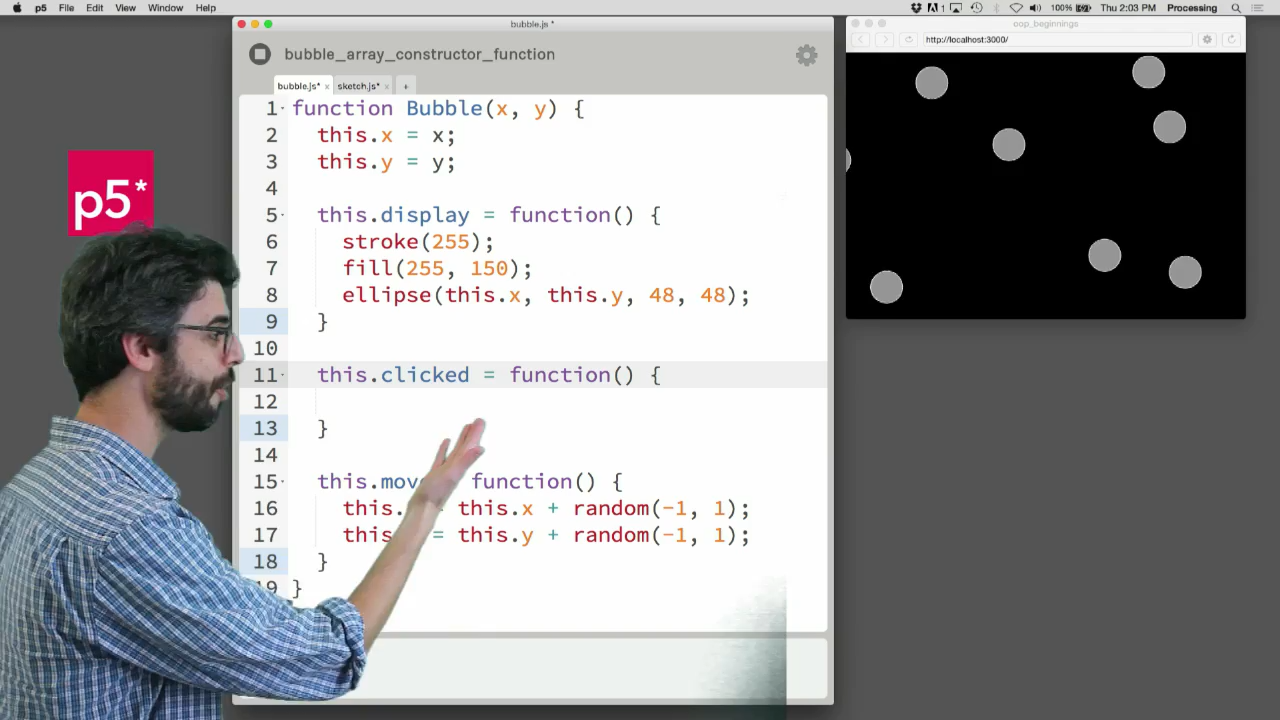 p5 File Edit View Window Help
1 100% Thu 2:03 PM Processing
bubble.js *
bubble_array_constructor_function
bubble.js* × sketch.js* × +
1 function Bubble(x, y) {
2 this.x = x;
3 this.y = y;
4
5 this.display = function() {
6 stroke(255);
7 fill(255, 150);
8 ellipse(this.x, this.y, 48, 48);
9 }
10
11 this.clicked = function() {
12
13 }
14
15 this.mov function() {
16 this. this.x + random(-1, 1);
17 this = this.y + random(-1, 1);
18 }
19 }
p5*
oop_beginnings
http://localhost:3000/